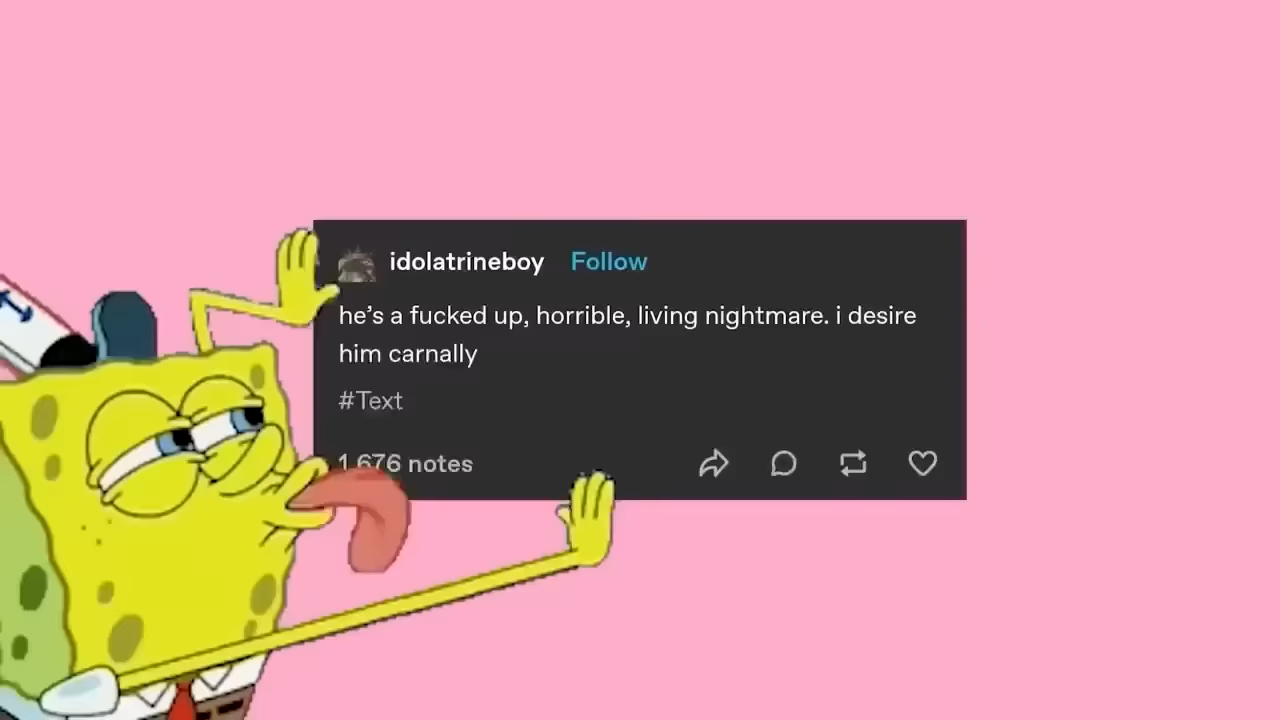 idolatrineboy Follow
he’s a fucked up, horrible, living nightmare. i desire
him carnally
#Text
1,676 notes